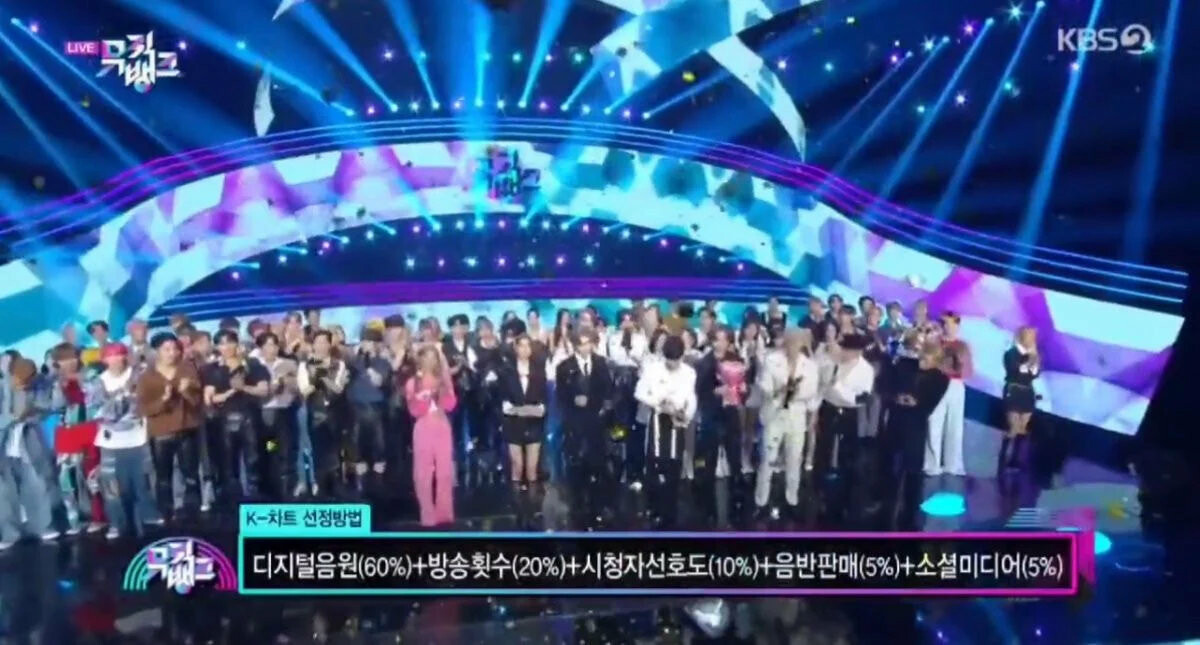 LIVE
뮤직
뱅크
KBS2
K-차트 선정방법
뮤직
뱅크
디지털음원(60%)+방송횟수(20%)+시청자선호도(10%)+음반판매(5%)+소셜미디어(5%)